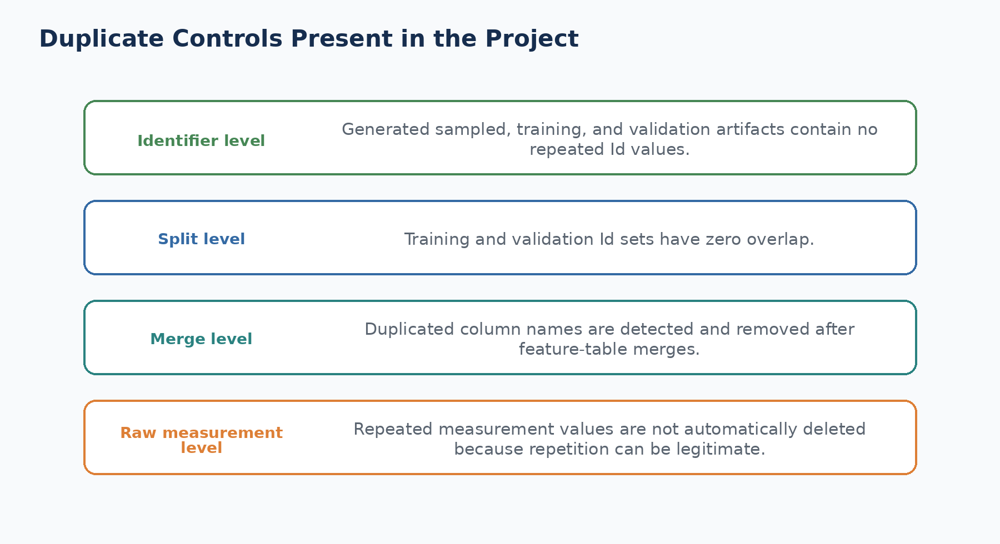 Duplicate Controls Present in the Project
Identifier level
Generated sampled, training, and validation artifacts contain no
repeated Id values.
Split level
Training and validation Id sets have zero overlap.
Merge level
Duplicated column names are detected and removed after
feature-table merges.
Raw measurement
level
Repeated measurement values are not automatically deleted
because repetition can be legitimate.